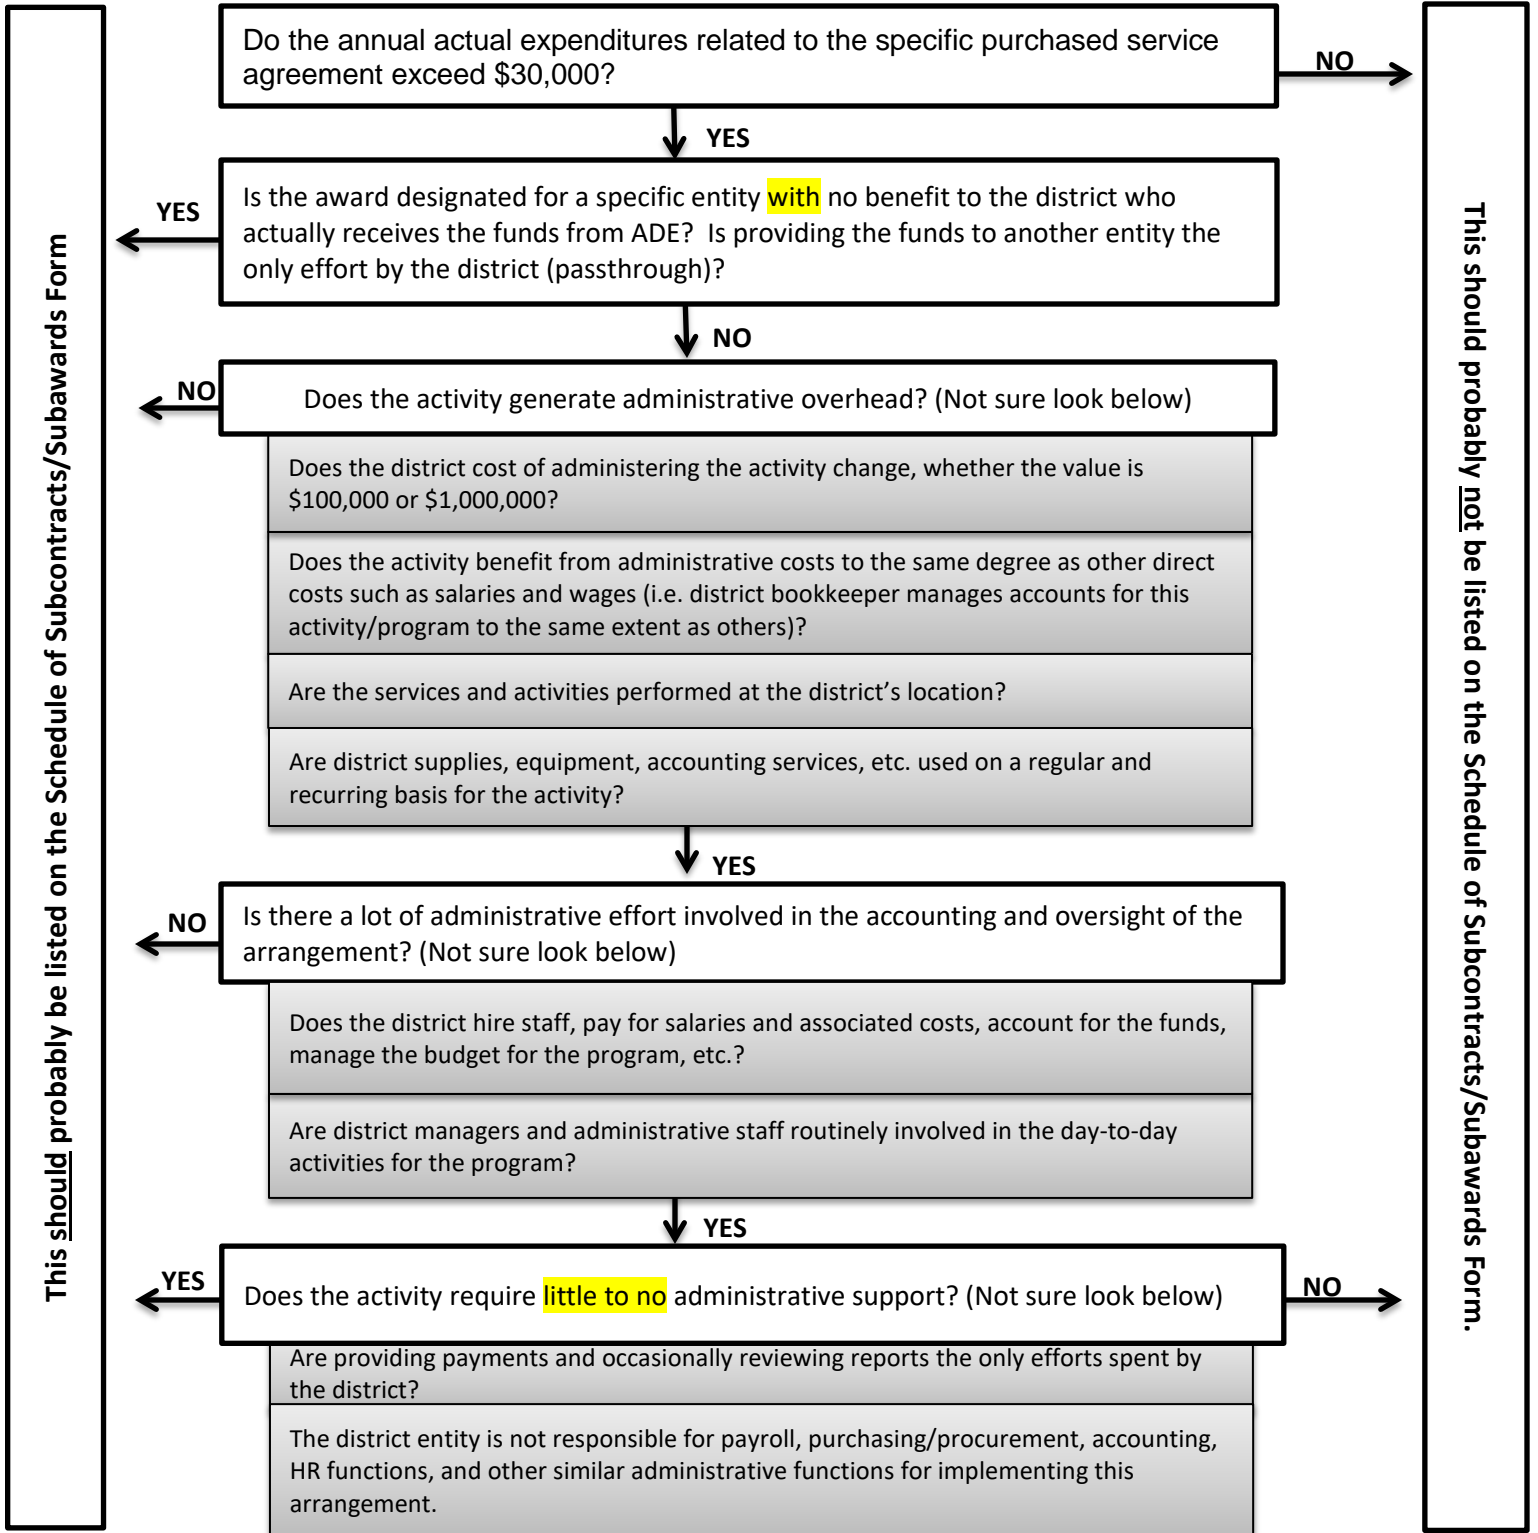 Do the annual actual expenditures related to the specific purchased service
agreement exceed $30,000?
NO
YES
Is the award designated for a specific entity with no benefit to the district who
actually receives the funds from ADE?  Is providing the funds to another entity the
only effort by the district (passthrough)?
YES
NO
Does the activity generate administrative overhead? (Not sure look below)
NO
Does the district cost of administering the activity change, whether the value is
$100,000 or $1,000,000?
Does the activity benefit from administrative costs to the same degree as other direct
costs such as salaries and wages (i.e. district bookkeeper manages accounts for this
activity/program to the same extent as others)?
Are the services and activities performed at the district’s location?
Are district supplies, equipment, accounting services, etc. used on a regular and
recurring basis for the activity?
YES
Is there a lot of administrative effort involved in the accounting and oversight of the
arrangement? (Not sure look below)
NO
Does the district hire staff, pay for salaries and associated costs, account for the funds,
manage the budget for the program, etc.?
Are district managers and administrative staff routinely involved in the day-to-day
activities for the program?
YES
Does the activity require little to no administrative support? (Not sure look below)
YES
NO
Are providing payments and occasionally reviewing reports the only efforts spent by
the district?
The district entity is not responsible for payroll, purchasing/procurement, accounting,
HR functions, and other similar administrative functions for implementing this
arrangement.
This should probably be listed on the Schedule of Subcontracts/Subawards Form
This should probably not be listed on the Schedule of Subcontracts/Subawards Form.